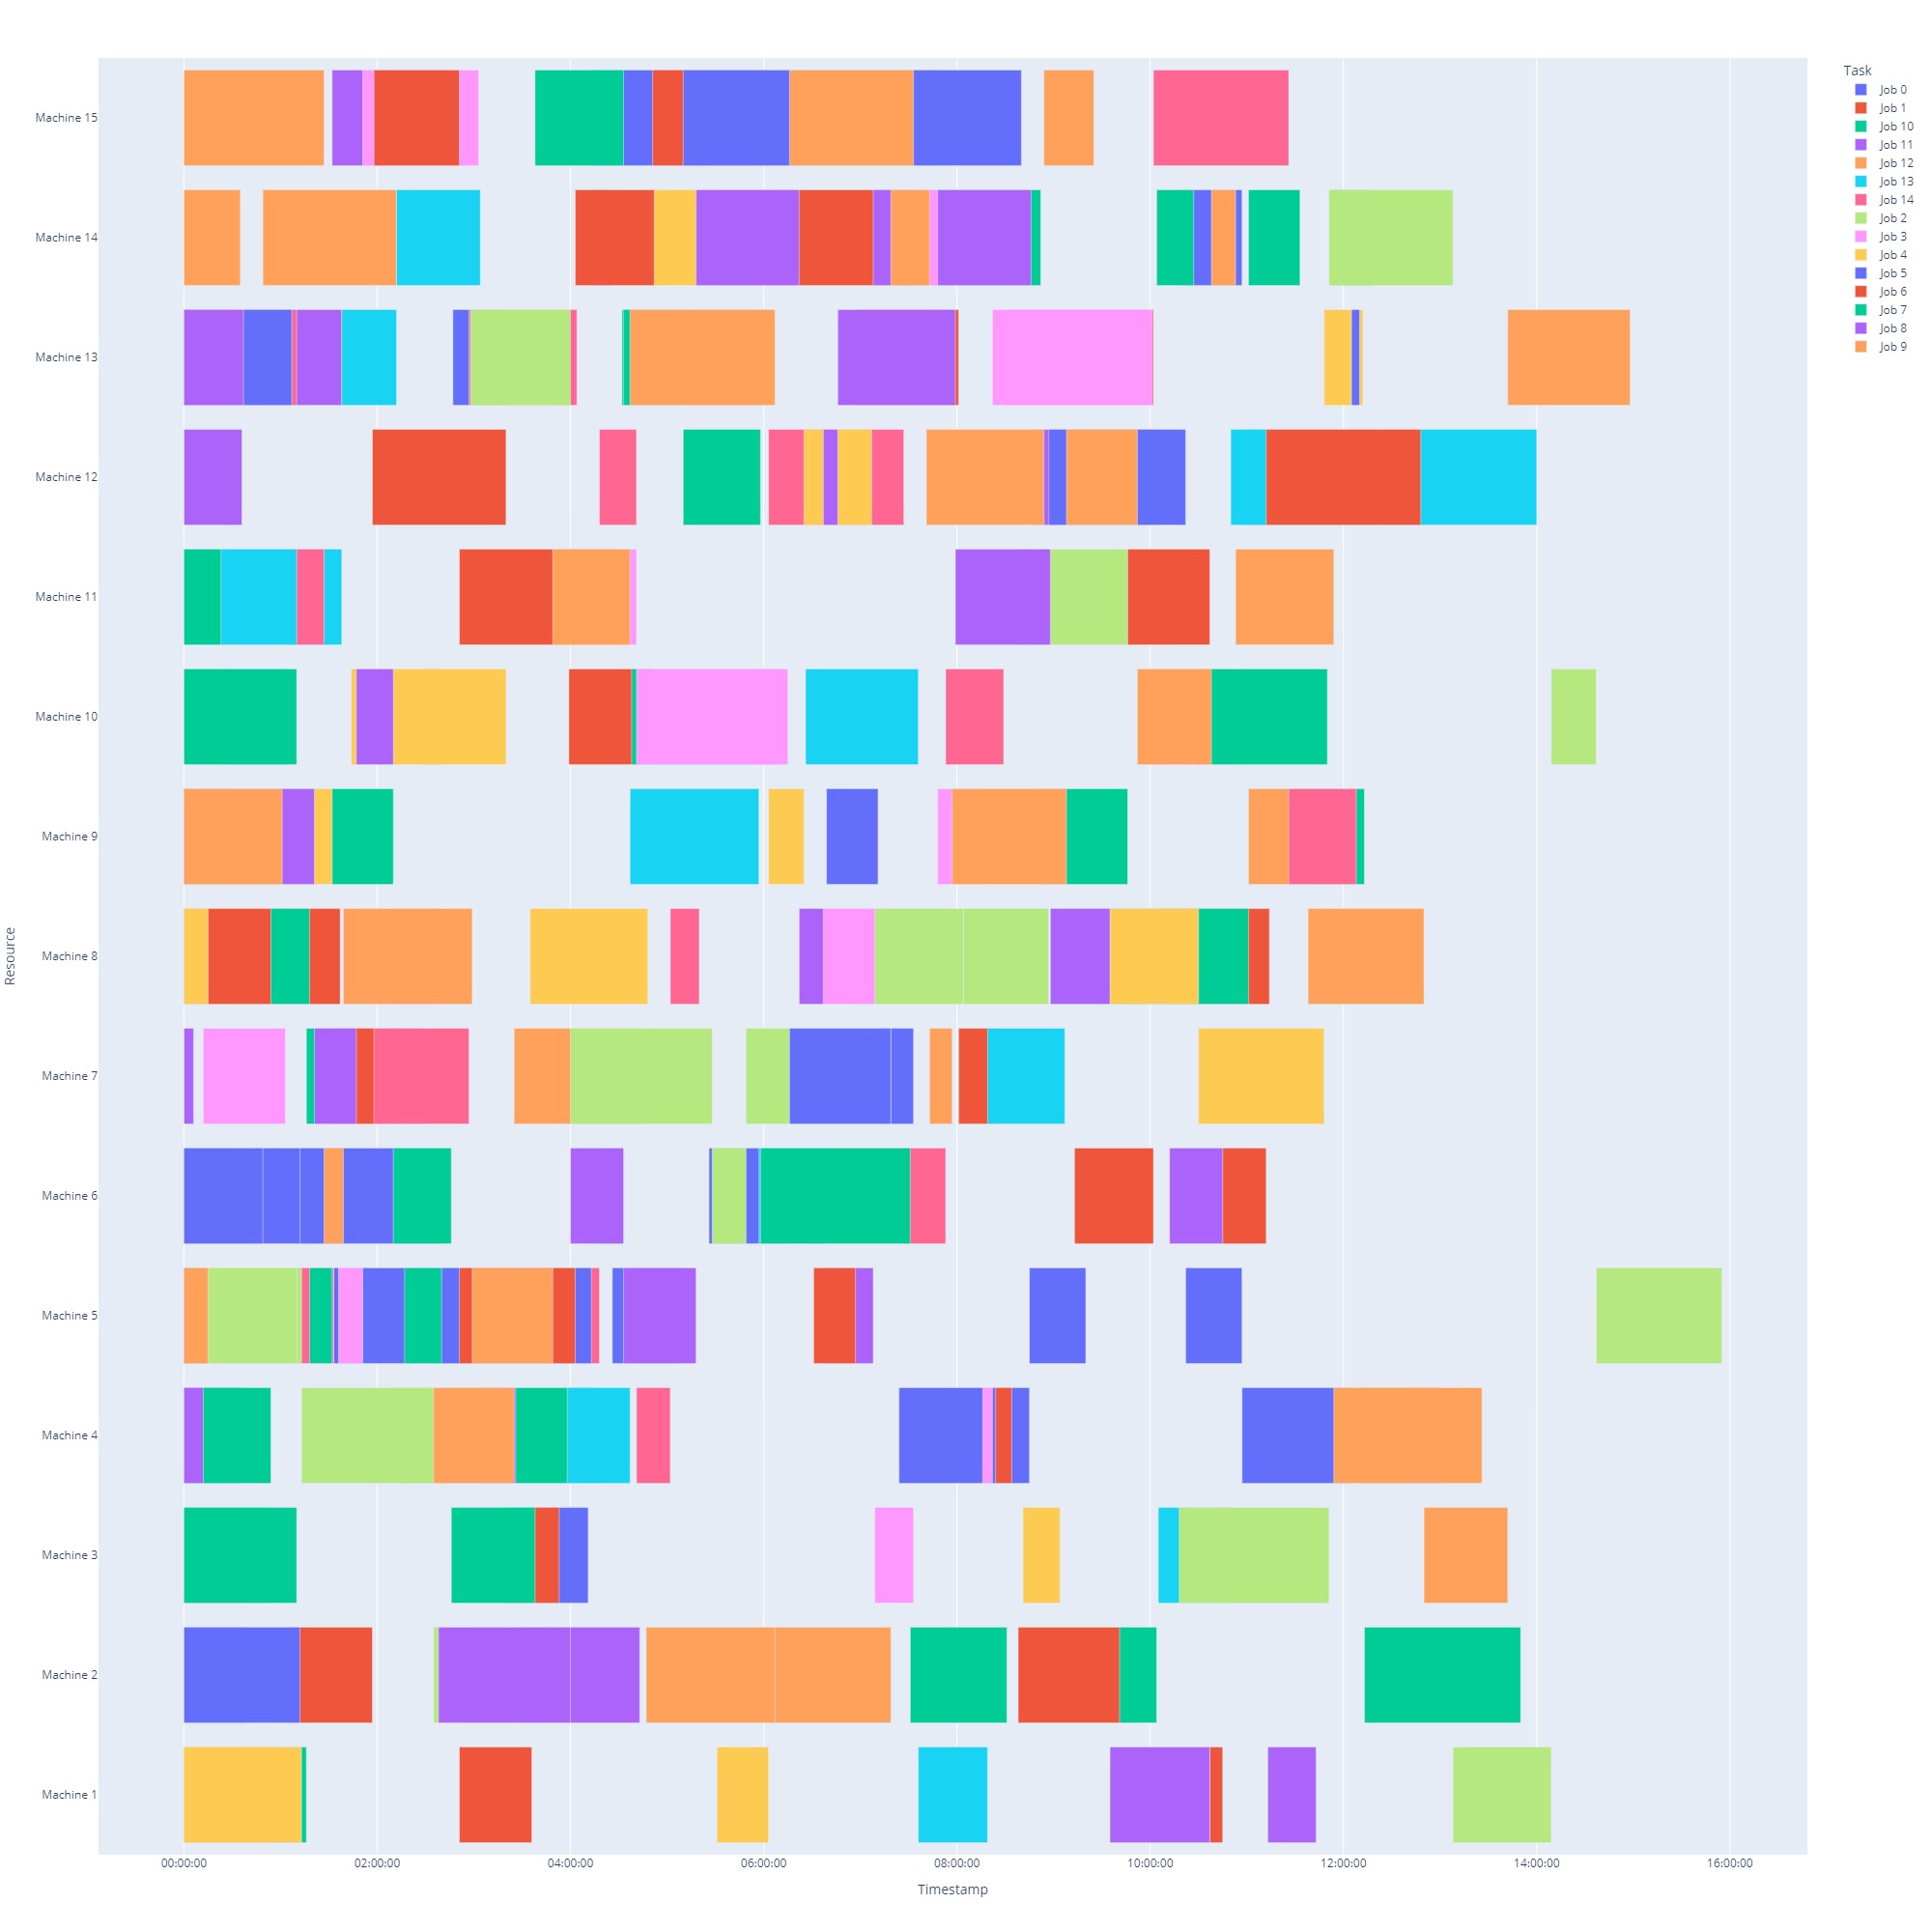 Task
Job 0
Job 1
Job 10
Job 11
Job 12
Job 13
Job 14
Job 2
Job 3
Job 4
Job 5
Job 6
Job 7
Job 8
Job 9
Resource
Machine 15
Machine 14
Machine 13
Machine 12
Machine 11
Machine 10
Machine 9
Machine 8
Machine 7
Machine 6
Machine 5
Machine 4
Machine 3
Machine 2
Machine 1
00:00:00 02:00:00 04:00:00 06:00:00 08:00:00 10:00:00 12:00:00 14:00:00 16:00:00
Timestamp